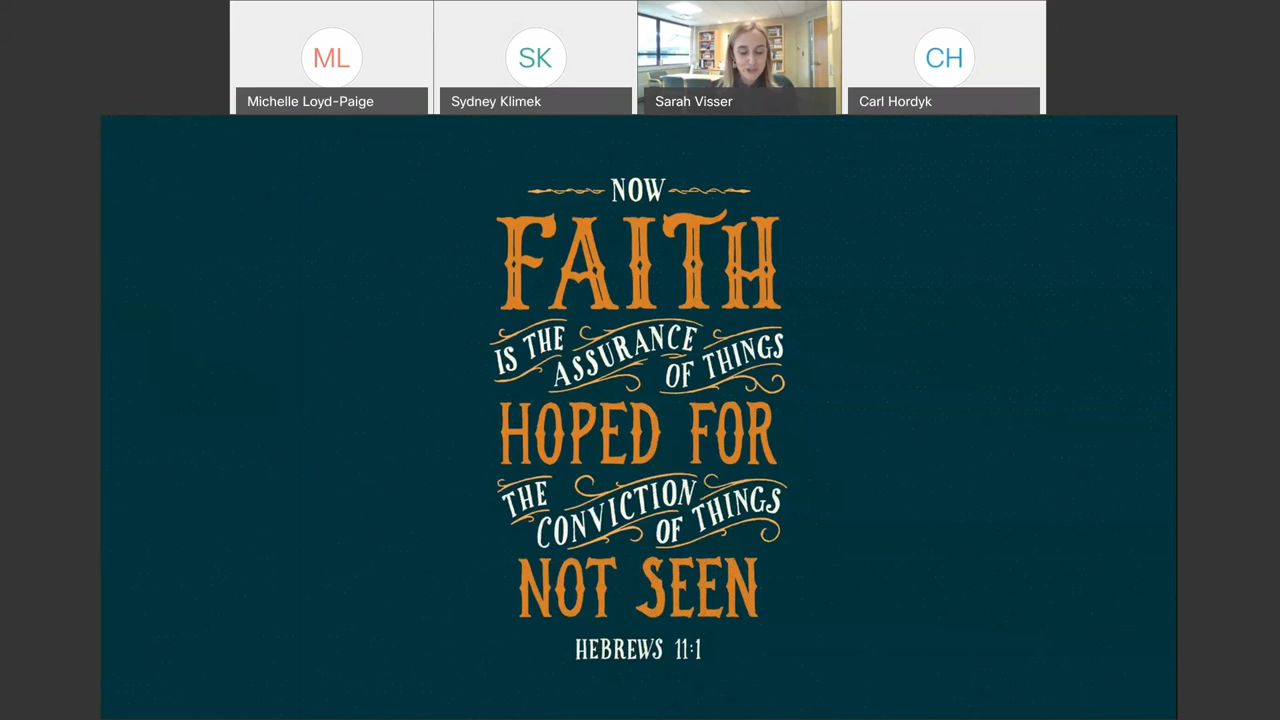 ML
SK
CH
Michelle Loyd-Paige
Sydney Klimek
Sarah Visser
Carl Hordyk
NOW
FAITH
IS THE ASSURANCE OF THINGS
HOPED FOR
THE CONVICTION OF THINGS
NOT SEEN
HEBREWS 11:1